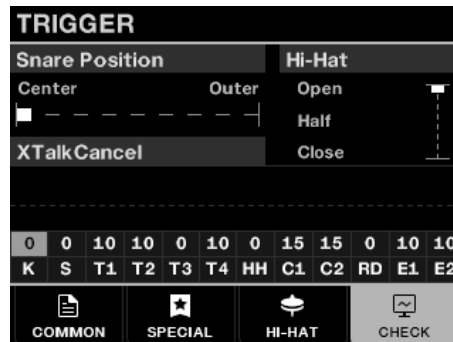 TRIGGER
Snare Position Hi-Hat
Center Outer Open
Half
XTalkCancel Close
0 0 10 10 0 10 0 15 15 0 10 10
K S T1 T2 T3 T4 HH C1 C2 RD E1 E2
COMMON SPECIAL HI-HAT CHECK